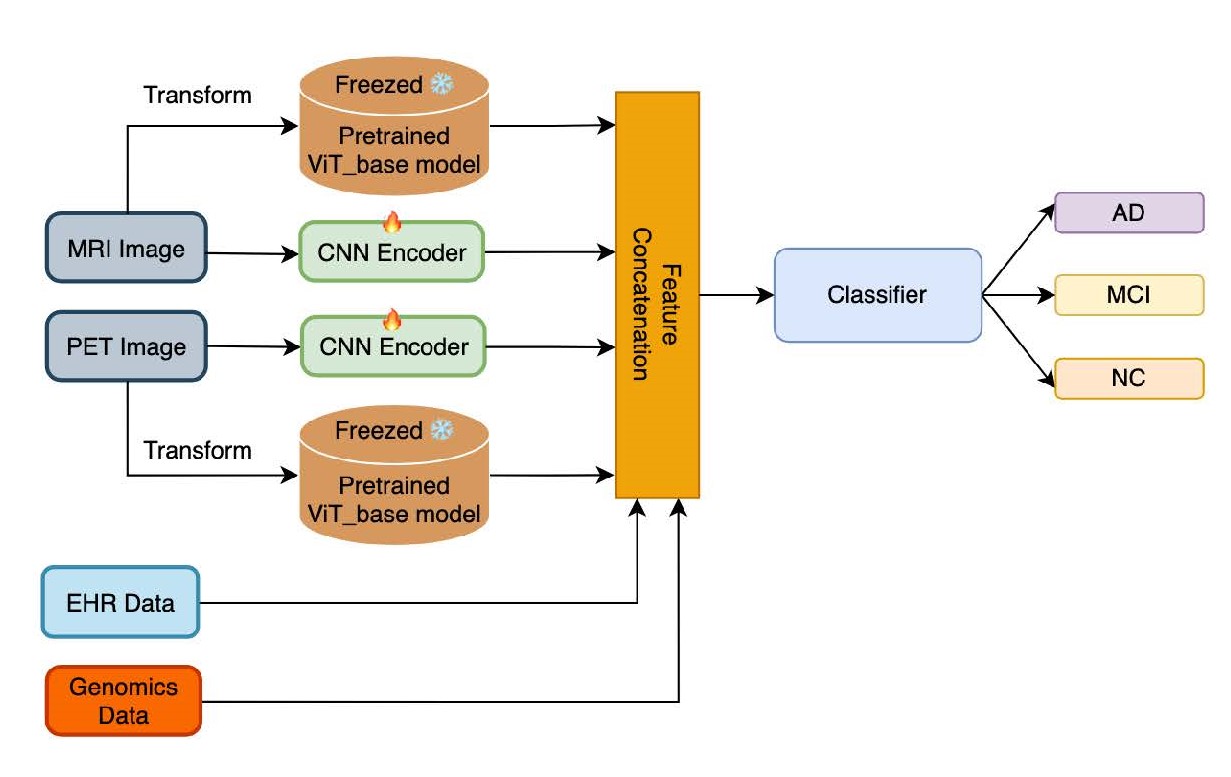 Transform
Freezed
Pretrained
ViT_base model
MRI Image
CNN Encoder
PET Image
CNN Encoder
Transform
Freezed
Pretrained
ViT_base model
EHR Data
Genomics
Data
Feature
Concatenation
Classifier
AD
MCI
NC